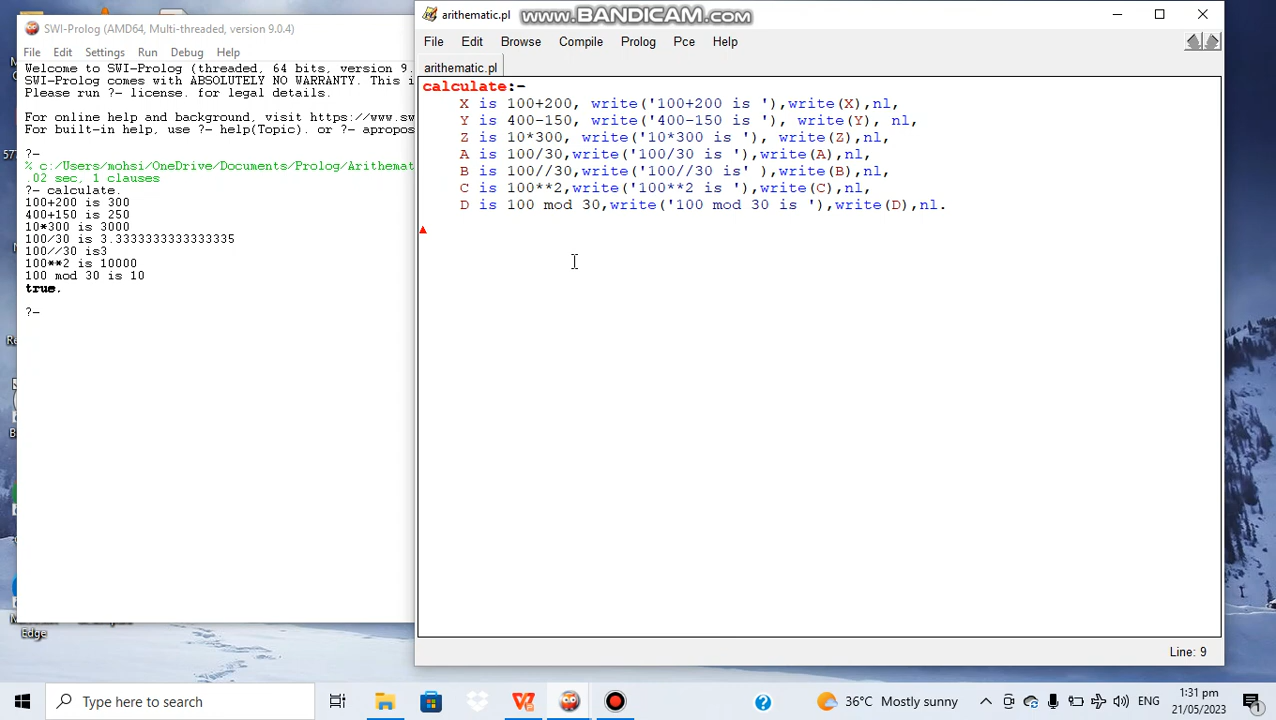 SWI-Prolog (AMD64, Multi-threaded, version 9.0.4)
File Edit Settings Run Debug Help
Welcome to SWI-Prolog (threaded, 64 bits, version 9.
SWI-Prolog comes with ABSOLUTELY NO WARRANTY. This i
Please run ?- license. for legal details.
For online help and background, visit https://www.sw
For built-in help, use ?- help(Topic). or ?- apropos
?-
% c:/Users/mohsi/OneDrive/Documents/Prolog/Arithemat
.02 sec, 1 clauses
?- calculate.
100+200 is 300
400+150 is 250
10*300 is 3000
100/30 is 3.3333333333333335
100//30 is3
100**2 is 10000
100 mod 30 is 10
true.
?-
arithematic.pl
www.BANDICAM.com
File Edit Browse Compile Prolog Pce Help
arithematic.pl
calculate:-
X is 100+200, write('100+200 is '),write(X),nl,
Y is 400-150, write('400-150 is '), write(Y), nl,
Z is 10*300, write('10*300 is '), write(Z),nl,
A is 100/30,write('100/30 is '),write(A),nl,
B is 100//30,write('100//30 is' ),write(B),nl,
C is 100**2,write('100**2 is '),write(C),nl,
D is 100 mod 30,write('100 mod 30 is '),write(D),nl.
Line: 9
Edge
Type here to search
36°C Mostly sunny
ENG
1:31 pm
21/05/2023
1